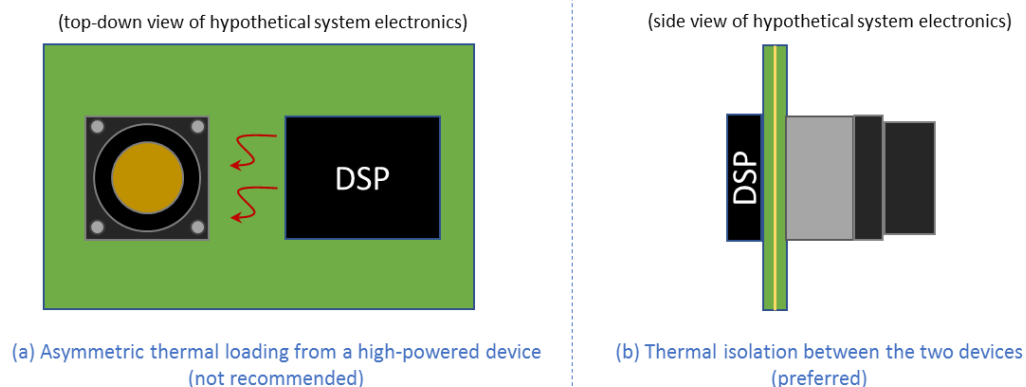 (top-down view of hypothetical system electronics)
DSP
(a) Asymmetric thermal loading from a high-powered device
(not recommended)
(side view of hypothetical system electronics)
DSP
(b) Thermal isolation between the two devices
(preferred)